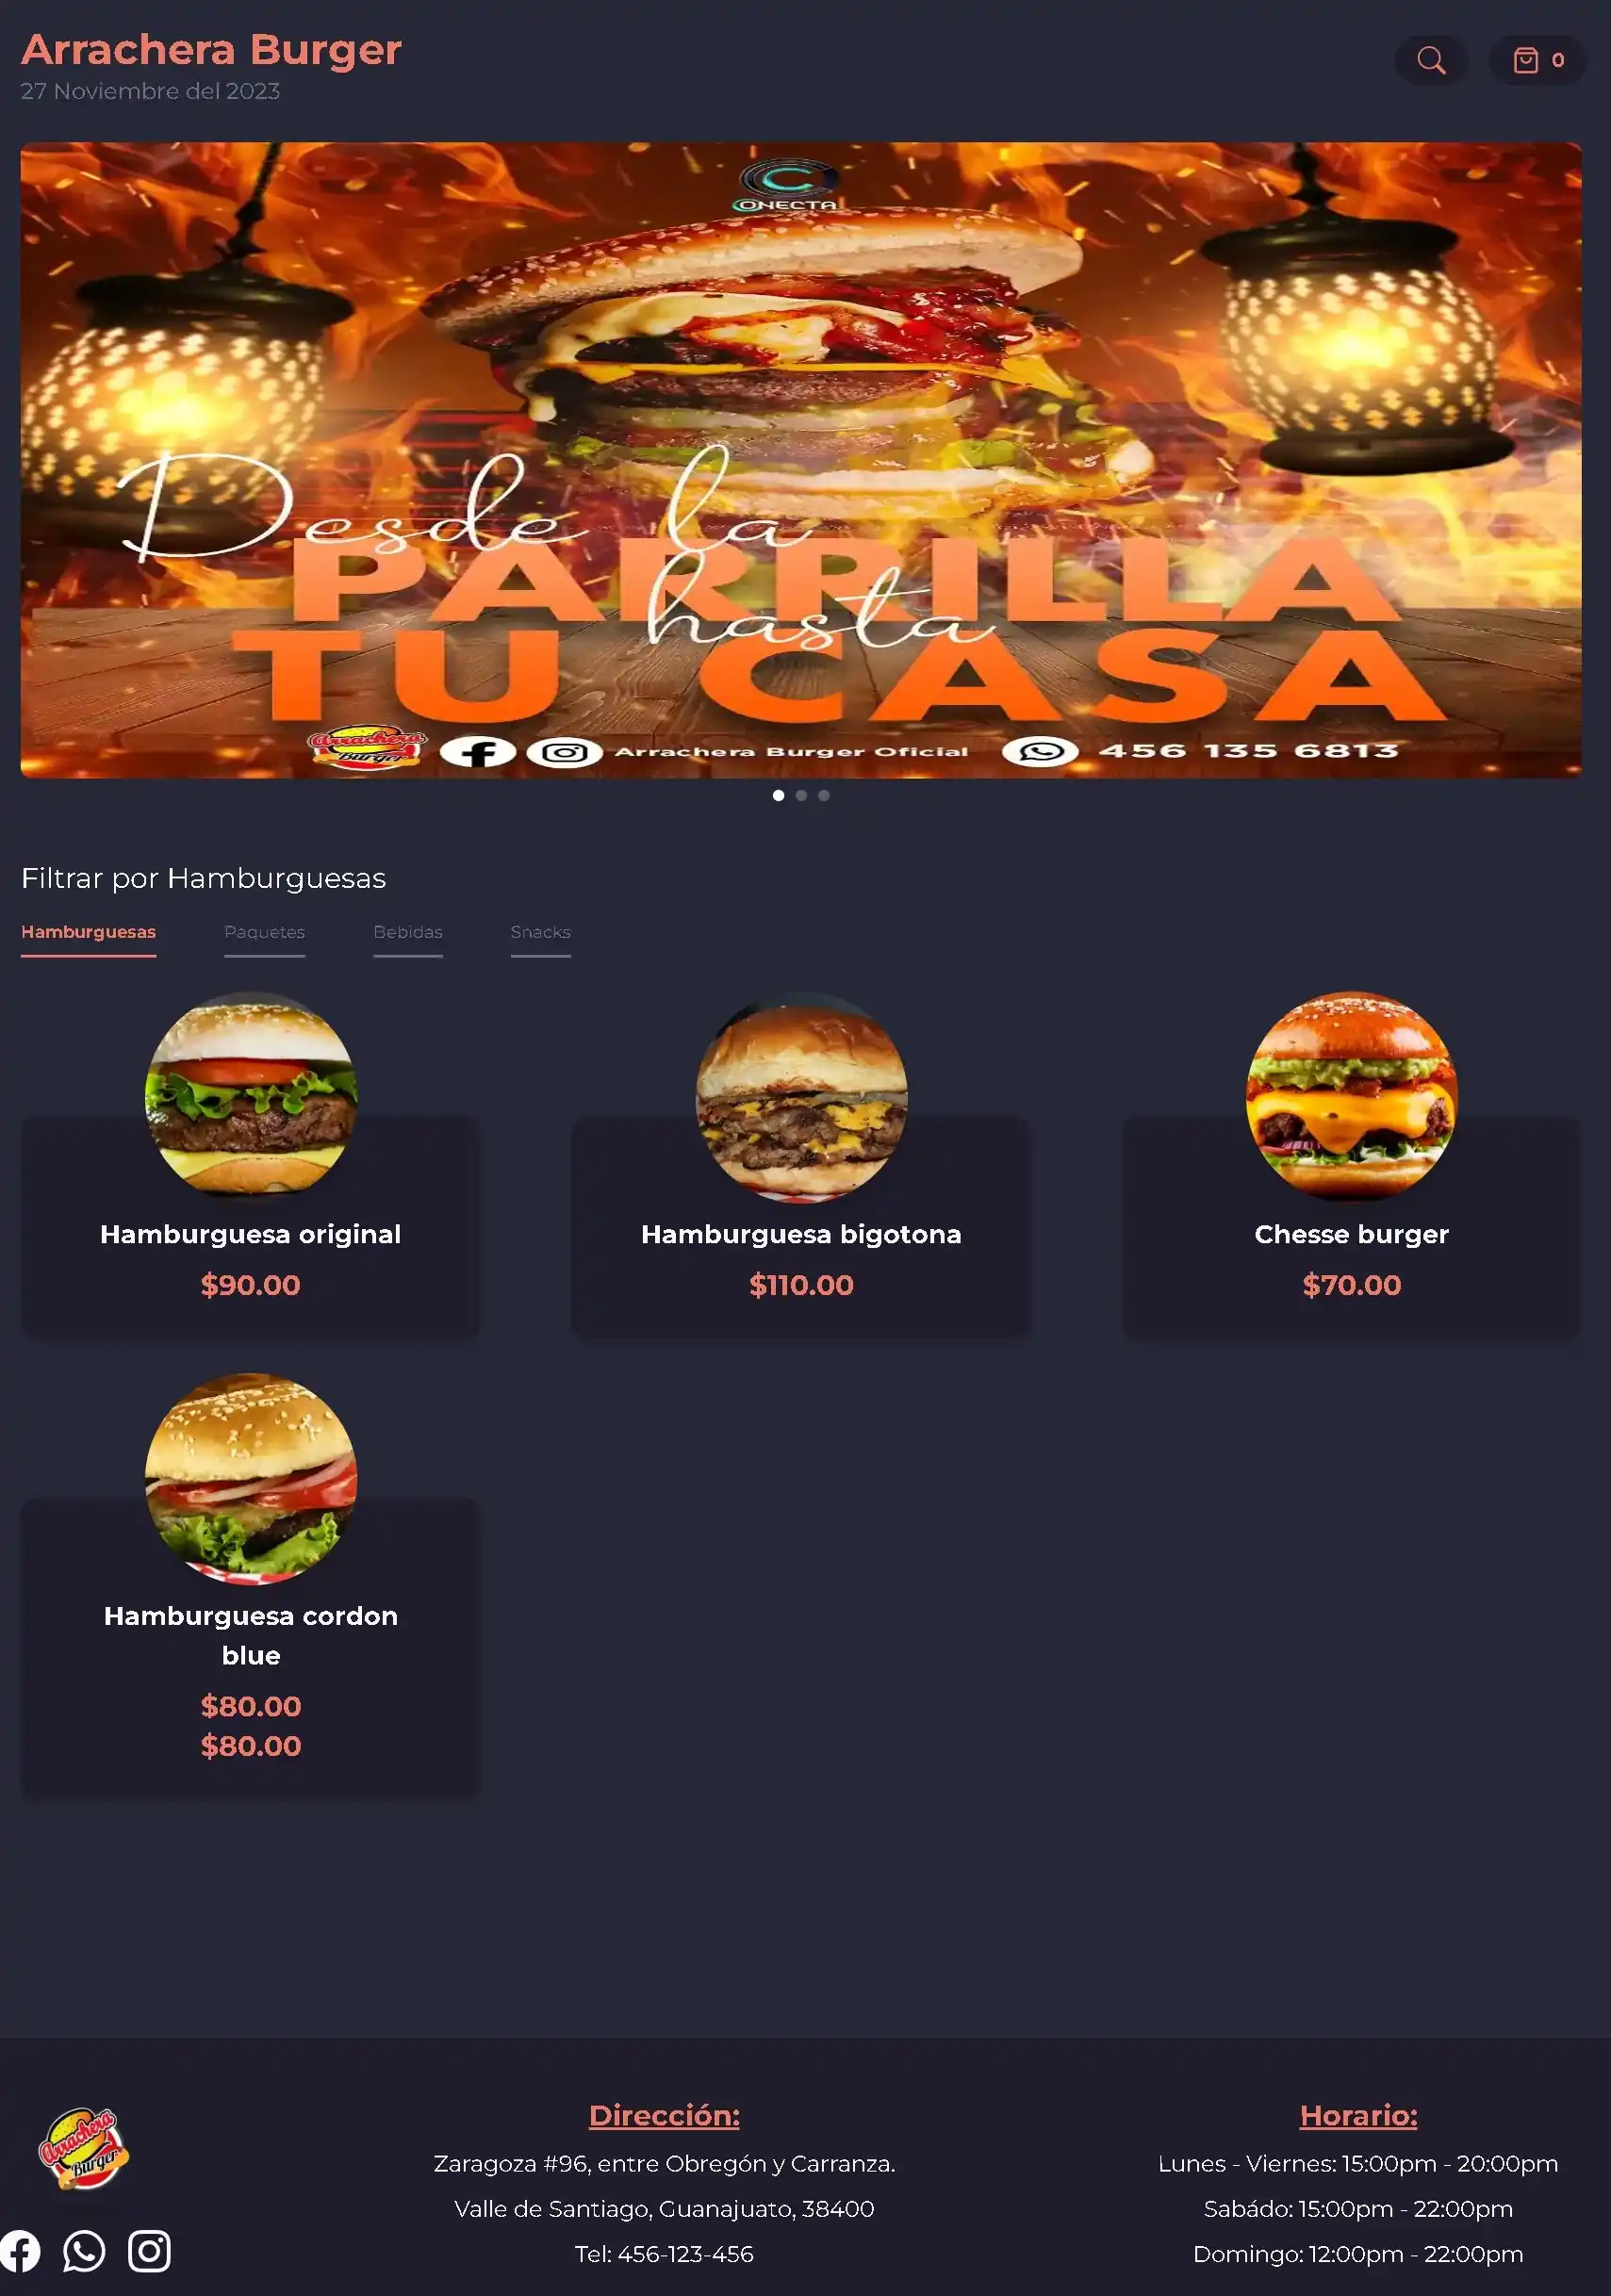 Arrachera Burger
27 Noviembre del 2023
0
CONECTA
Desde la
PARRILLA
hasta
TU CASA
Arrachera Burger
Arrachera Burger Oficial
456 135 6813
Filtrar por Hamburguesas
Hamburguesas
Paquetes
Bebidas
Snacks
Hamburguesa original
$90.00
Hamburguesa bigotona
$110.00
Chesse burger
$70.00
Hamburguesa cordon
blue
$80.00
$80.00
Arrachera
Burger
Dirección:
Zaragoza #96, entre Obregón y Carranza.
Valle de Santiago, Guanajuato, 38400
Tel: 456-123-456
Horario:
Lunes - Viernes: 15:00pm - 20:00pm
Sabádo: 15:00pm - 22:00pm
Domingo: 12:00pm - 22:00pm